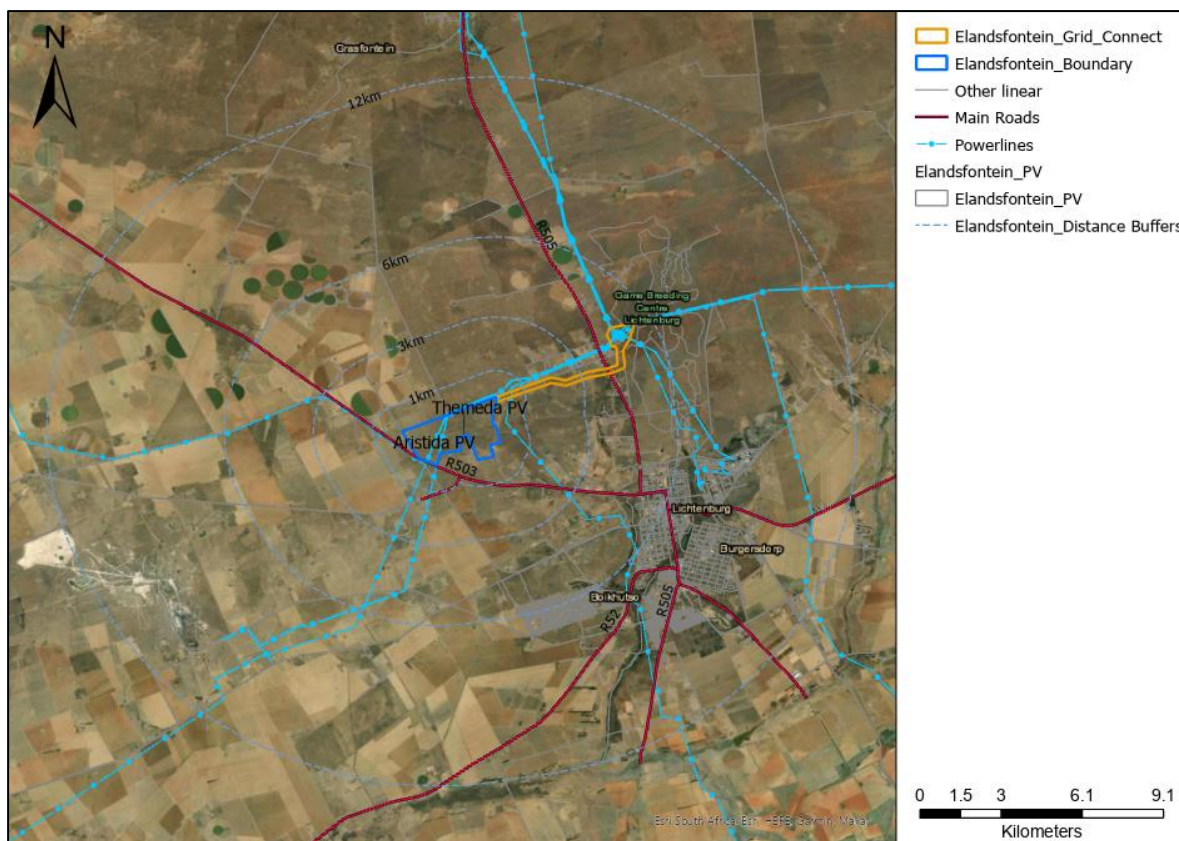 N
Grasfontein
12km
R505
6km
Game Breeding
Centre
Lichtenburg
3km
1km
Themeda PV
Aristida PV
R503
Lichtenburg
Burgersdorp
Boikhutso
R52
R505
Esri South Africa, Esri, HERE, Garmin,
Elandsfontein_Grid_Connect
Elandsfontein_Boundary
Other linear
Main Roads
Powerlines
Elandsfontein_PV
Elandsfontein_PV
Elandsfontein_Distance Buffers
0 1.5 3 6.1 9.1
Kilometers